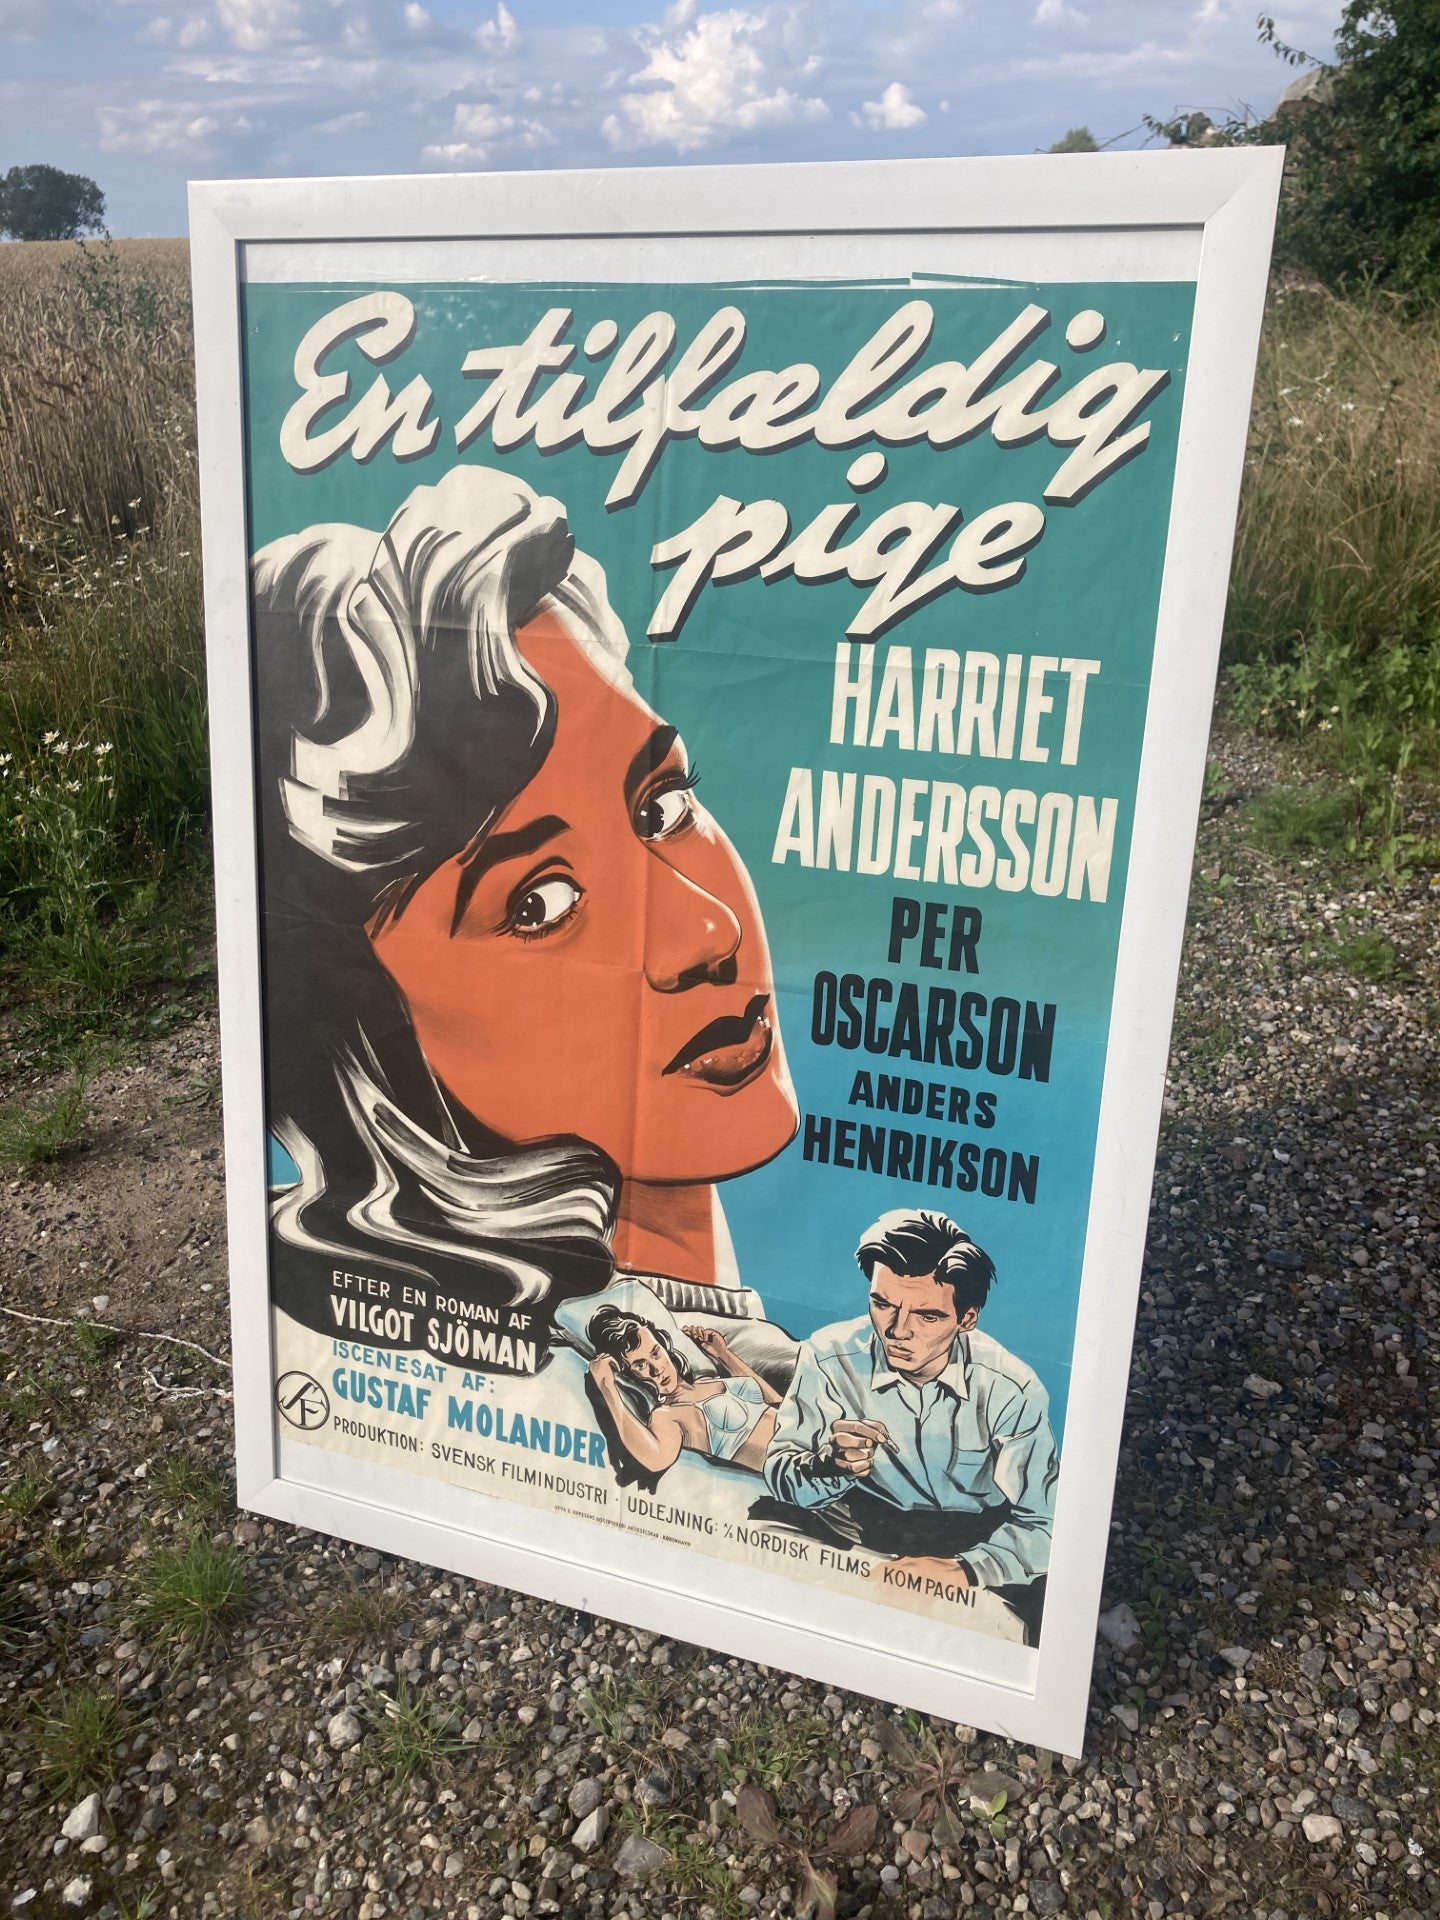 En tilfældig
pige
HARRIET
ANDERSSON
PER
OSCARSON
ANDERS
HENRIKSON
EFTER EN ROMAN AF
VILGOT SJÖMAN
ISCENESAT AF:
GUSTAF MOLANDER
SF
PRODUKTION: SVENSK FILMINDUSTRI - UDLEJNING: % NORDISK FILMS KOMPAGNI